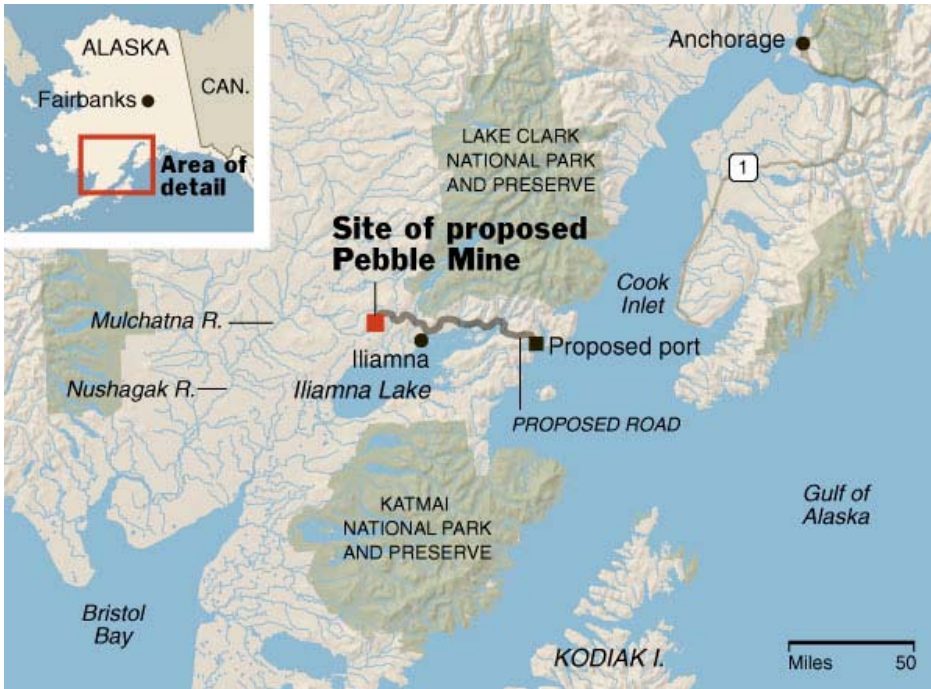 ALASKA
CAN.
Fairbanks
Area of
detail
Anchorage
LAKE CLARK
NATIONAL PARK
AND PRESERVE
1
Site of proposed
Pebble Mine
Cook
Inlet
Mulchatna R.
Iliamna
Proposed port
Nushagak R.
Iliamna Lake
PROPOSED ROAD
KATMAI
NATIONAL PARK
AND PRESERVE
Gulf of
Alaska
Bristol
Bay
KODIAK I.
Miles 50